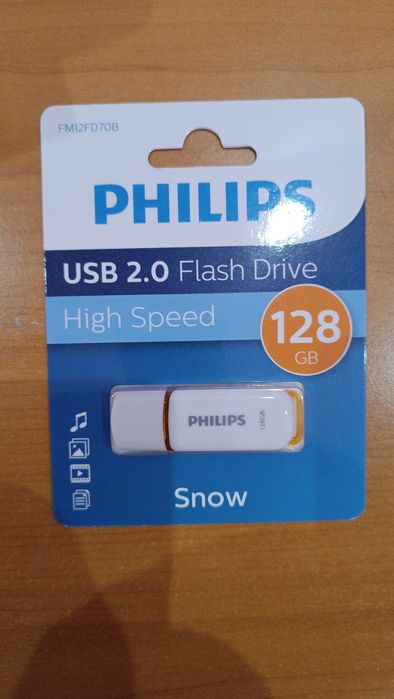 FM12FD70B
PHILIPS
USB 2.0 Flash Drive
High Speed
128
GB
PHILIPS
128GB
Snow